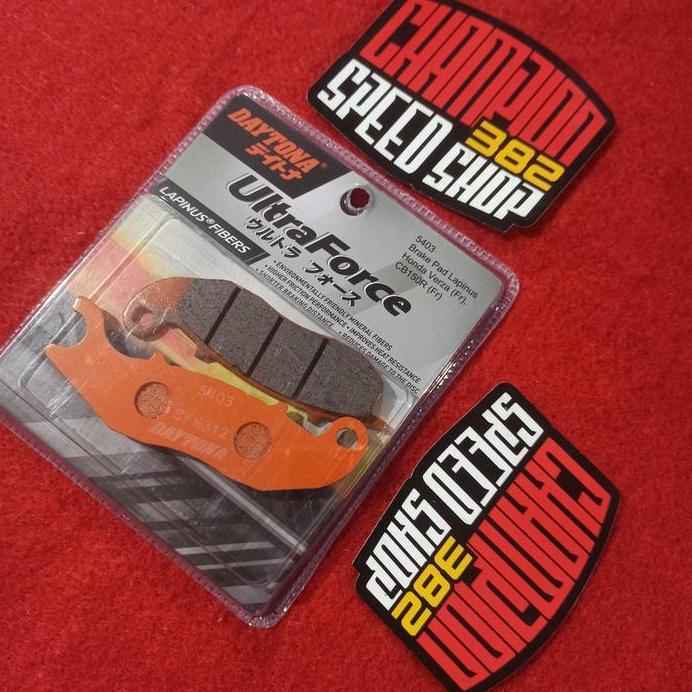 CHAMPION
382
SPEED SHOP
DAYTONA
デイトナ
UltraForce
ウルトラ フォース
LAPINUS® FIBERS
5403
Brake Pad Lapinus
Honda Verza (Fr),
CB150R (Fr)
• ENVIRONMENTALLY FRIENDLY MINERAL FIBERS
• HIGHER FRICTION PERFORMANCE • IMPROVES HEAT RESISTANCE
• SHORTER BRAKING DISTANCE • REDUCES DAMAGE TO THE DISC
5403
DAYTONA
CHAMPION
382
SPEED SHOP